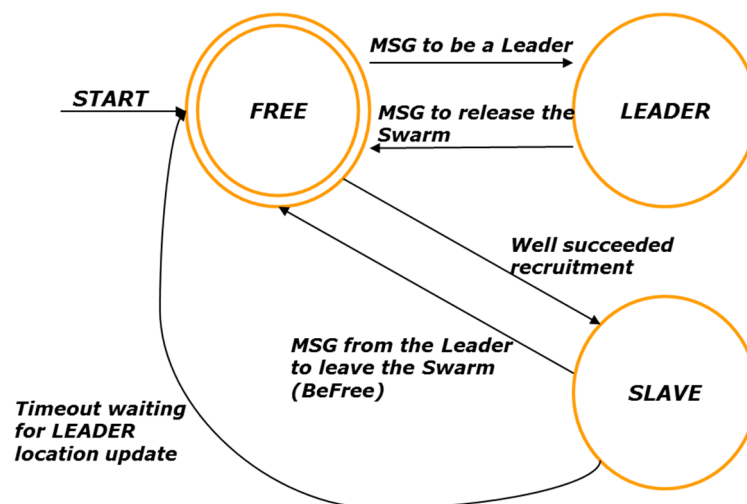 MSG to be a Leader
START
FREE
MSG to release the
Swarm
LEADER
Well succeeded
recruitment
MSG from the Leader
to leave the Swarm
(BeFree)
SLAVE
Timeout waiting
for LEADER
location update